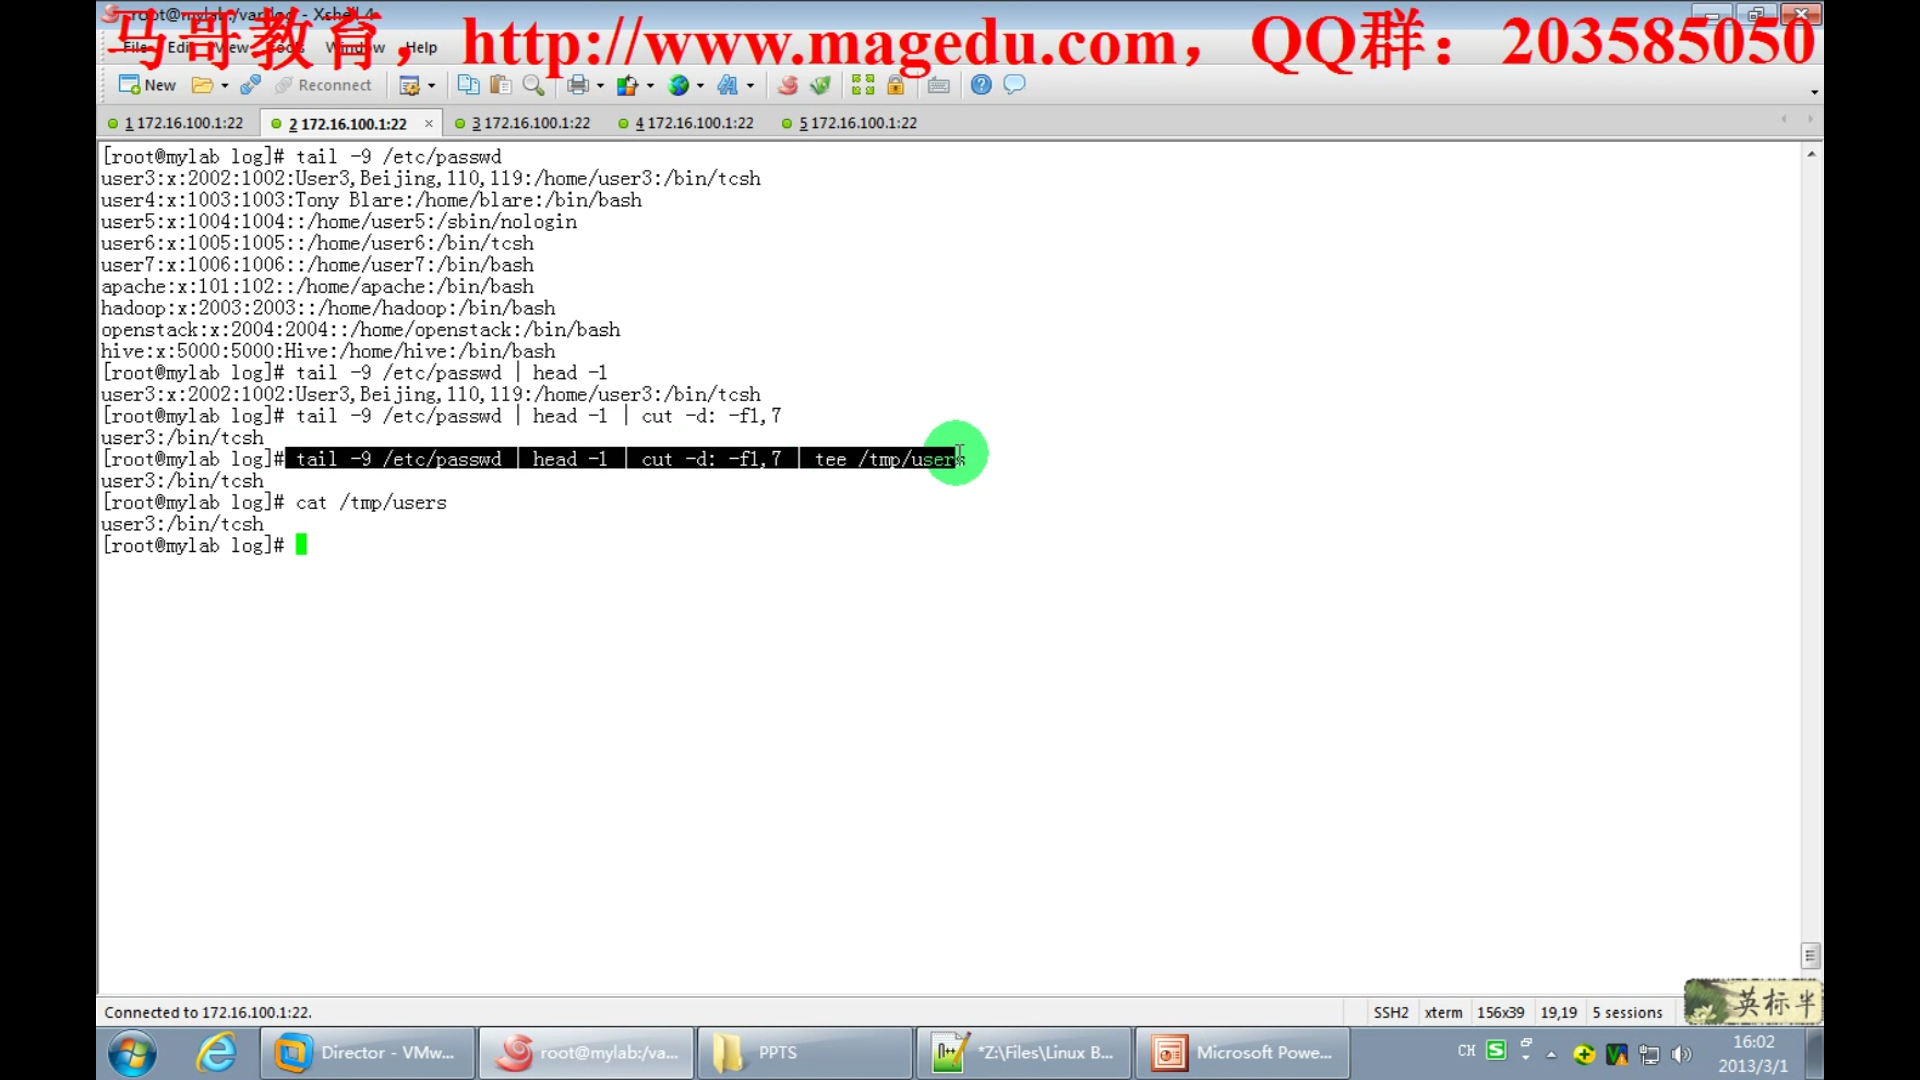 root@mylab:/var/log - Xshell 4
马哥教育，http://www.magedu.com，QQ群：203585050
File Edit View Tools Window Help
New Reconnect
1 172.16.100.1:22 2 172.16.100.1:22 3 172.16.100.1:22 4 172.16.100.1:22 5 172.16.100.1:22
[root@mylab log]# tail -9 /etc/passwd
user3:x:2002:1002:User3,Beijing,110,119:/home/user3:/bin/tcsh
user4:x:1003:1003:Tony Blare:/home/blare:/bin/bash
user5:x:1004:1004::/home/user5:/sbin/nologin
user6:x:1005:1005::/home/user6:/bin/tcsh
user7:x:1006:1006::/home/user7:/bin/bash
apache:x:101:102::/home/apache:/bin/bash
hadoop:x:2003:2003::/home/hadoop:/bin/bash
openstack:x:2004:2004::/home/openstack:/bin/bash
hive:x:5000:5000:Hive:/home/hive:/bin/bash
[root@mylab log]# tail -9 /etc/passwd | head -1
user3:x:2002:1002:User3,Beijing,110,119:/home/user3:/bin/tcsh
[root@mylab log]# tail -9 /etc/passwd | head -1 | cut -d: -f1,7
user3:/bin/tcsh
[root@mylab log]# tail -9 /etc/passwd | head -1 | cut -d: -f1,7 | tee /tmp/users
user3:/bin/tcsh
[root@mylab log]# cat /tmp/users
user3:/bin/tcsh
[root@mylab log]#
Connected to 172.16.100.1:22. SSH2 xterm 156x39 19,19 5 sessions
英标半
Director - VMw... root@mylab:/va... PPTS *Z:\Files\Linux B... Microsoft Powe... CH 16:02
2013/3/1